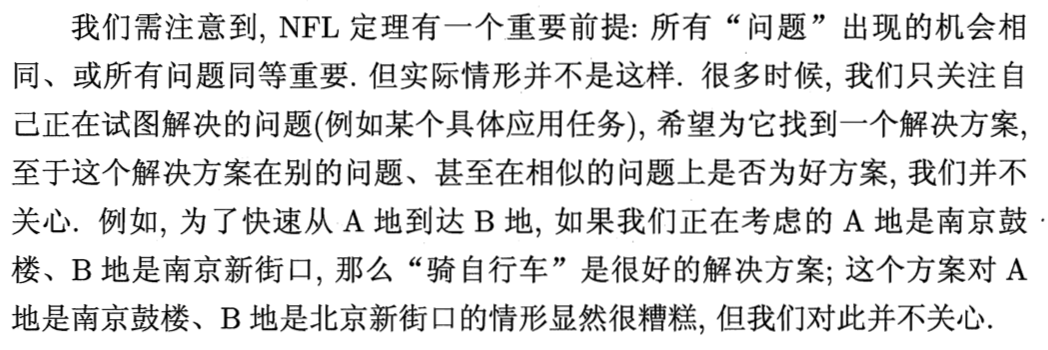 我们需注意到, NFL 定理有一个重要前提: 所有“问题”出现的机会相
同、或所有问题同等重要. 但实际情形并不是这样. 很多时候, 我们只关注自
己正在试图解决的问题(例如某个具体应用任务), 希望为它找到一个解决方案,
至于这个解决方案在别的问题、甚至在相似的问题上是否为好方案, 我们并不
关心. 例如, 为了快速从 A 地到达 B 地, 如果我们正在考虑的 A 地是南京鼓
楼、B 地是南京新街口, 那么“骑自行车”是很好的解决方案; 这个方案对 A
地是南京鼓楼、B 地是北京新街口的情形显然很糟糕, 但我们对此并不关心.